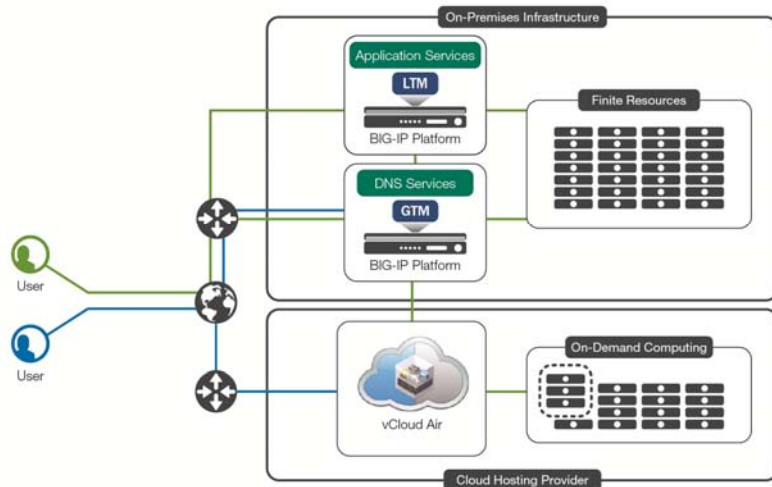 On-Premises Infrastructure
Application Services
LTM
BIG-IP Platform
Finite Resources
DNS Services
GTM
BIG-IP Platform
User
User
On-Demand Computing
vCloud Air
Cloud Hosting Provider